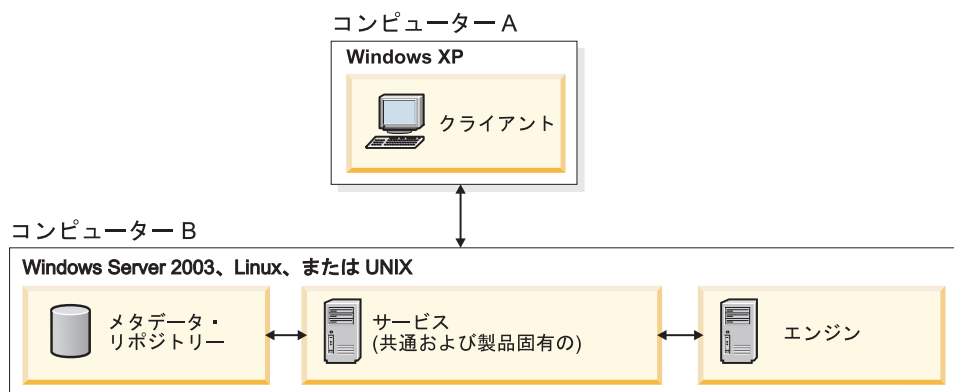 コンピューター A
Windows XP
クライアント
コンピューター B
Windows Server 2003、Linux、または UNIX
メタデータ・
リポジトリー
サービス
(共通および製品固有の)
エンジン